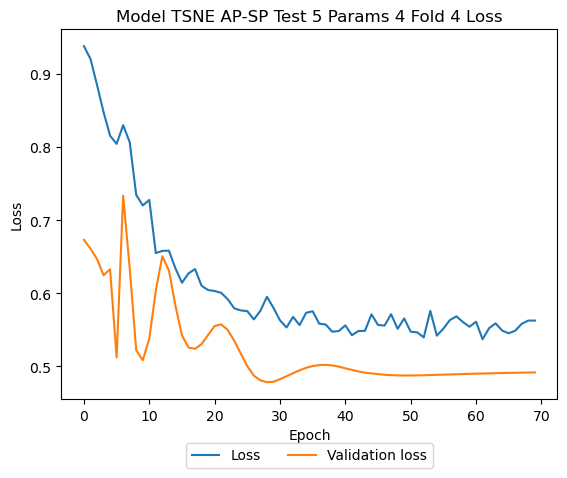 Model TSNE AP-SP Test 5 Params 4 Fold 4 Loss
Loss
0.9
0.8
0.7
0.6
0.5
0 10 20 30 40 50 60 70
Epoch
Loss Validation loss